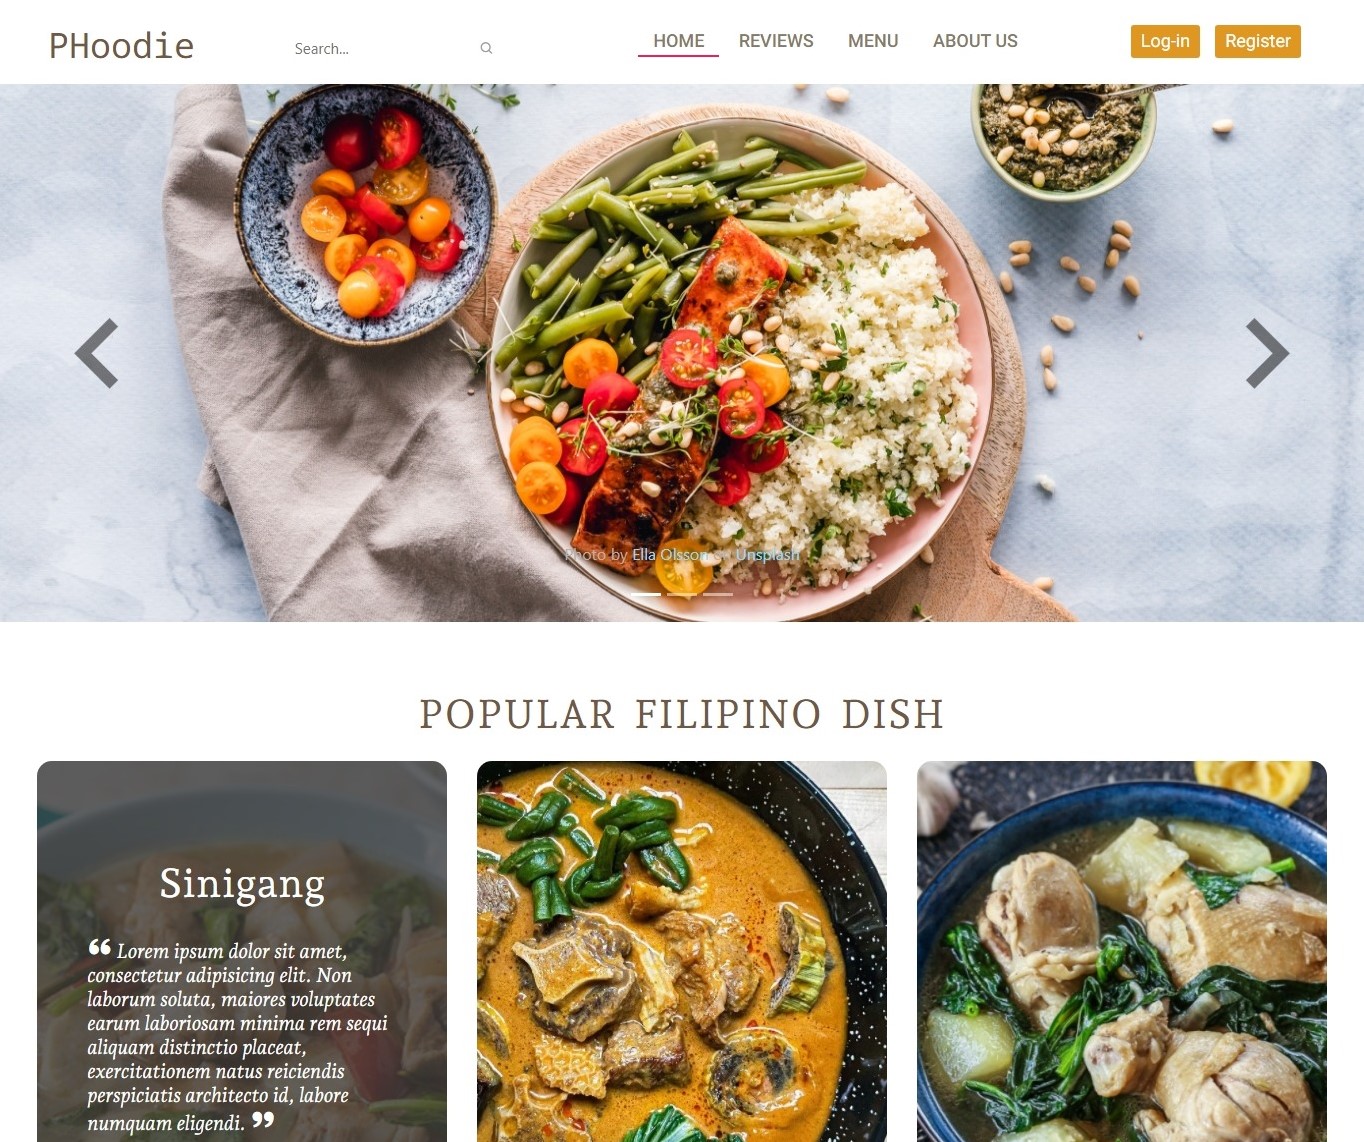 PHoodie
Search...
HOME
REVIEWS
MENU
ABOUT US
Log-in
Register
Photo by Ella Olsson on Unsplash
POPULAR FILIPINO DISH
Sinigang
❝ Lorem ipsum dolor sit amet,
consectetur adipisicing elit. Non
laborum soluta, maiores voluptates
earum laboriosam minima rem sequi
aliquam distinctio placeat,
exercitationem natus reiciendis
perspiciatis architecto id, labore
numquam eligendi. ❞